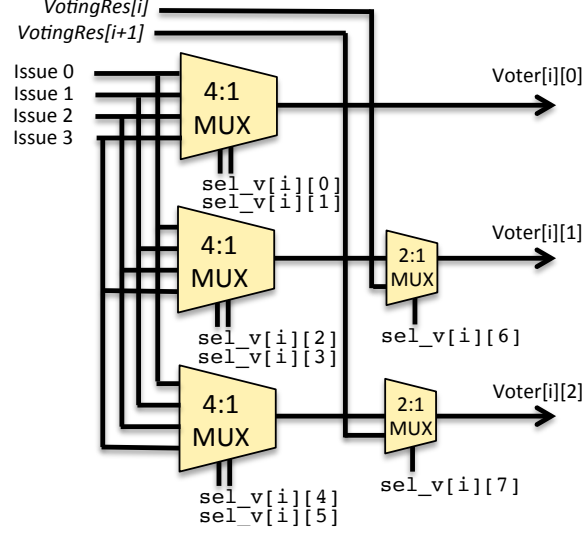 VotingRes[i]
VotingRes[i+1]
Issue 0
Issue 1
Issue 2
Issue 3
4:1
MUX
Voter[i][0]
sel_v[i][0]
sel_v[i][1]
4:1
MUX
2:1
MUX
Voter[i][1]
sel_v[i][2]
sel_v[i][3]
sel_v[i][6]
4:1
MUX
2:1
MUX
Voter[i][2]
sel_v[i][4]
sel_v[i][5]
sel_v[i][7]